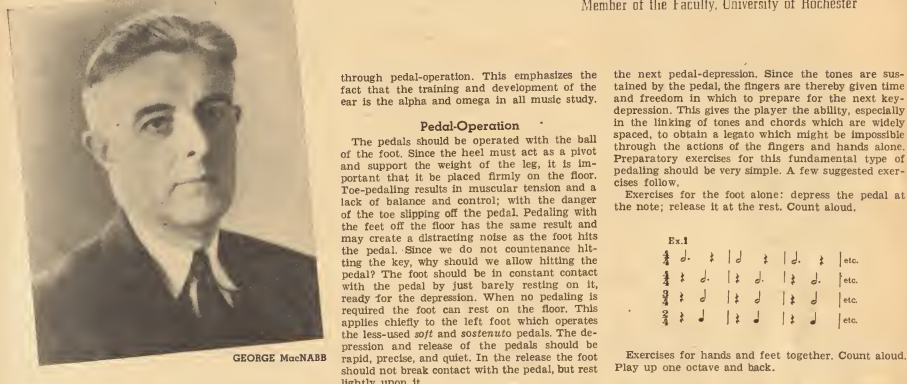 Member of the Faculty, University of Rochester
GEORGE MacNABB
through pedal-operation. This emphasizes the
fact that the training and development of the
ear is the alpha and omega in all music study.
Pedal-Operation
The pedals should be operated with the ball
of the foot. Since the heel must act as a pivot
and support the weight of the leg, it is im-
portant that it be placed firmly on the floor.
Toe-pedaling results in muscular tension and a
lack of balance and control; with the danger
of the toe slipping off the pedal. Pedaling with
the feet off the floor has the same result and
may create a distracting noise as the foot hits
the pedal. Since we do not countenance hit-
ting the key, why should we allow hitting the
pedal? The foot should be in constant contact
with the pedal by just barely resting on it,
ready for the depression. When no pedaling is
required the foot can rest on the floor. This
applies chiefly to the left foot which operates
the less-used soft and sostenuto pedals. The de-
pression and release of the pedals should be
rapid, precise, and quiet. In the release the foot
should not break contact with the pedal, but rest
lightly upon it
the next pedal-depression. Since the tones are sus-
tained by the pedal, the fingers are thereby given time
and freedom in which to prepare for the next key-
depression. This gives the player the ability, especially
in the linking of tones and chords which are widely
spaced, to obtain a legato which might be impossible
through the actions of the fingers and hands alone.
Preparatory exercises for this fundamental type of
pedaling should be very simple. A few suggested exer-
cises follow.
Exercises for the foot alone: depress the pedal at
the note; release it at the rest. Count aloud.
Ex.1
4/4 etc.
4/4 etc.
3/4 etc.
2/4 etc.
Exercises for hands and feet together. Count aloud.
Play up one octave and back.